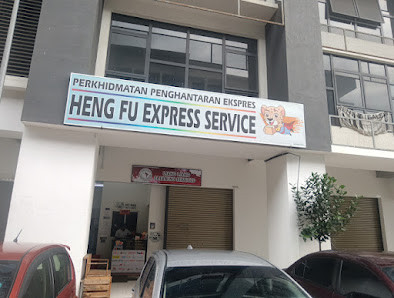 PERKHIDMATAN PENGHANTARAN EKSPRES
HENG FU EXPRESS SERVICE